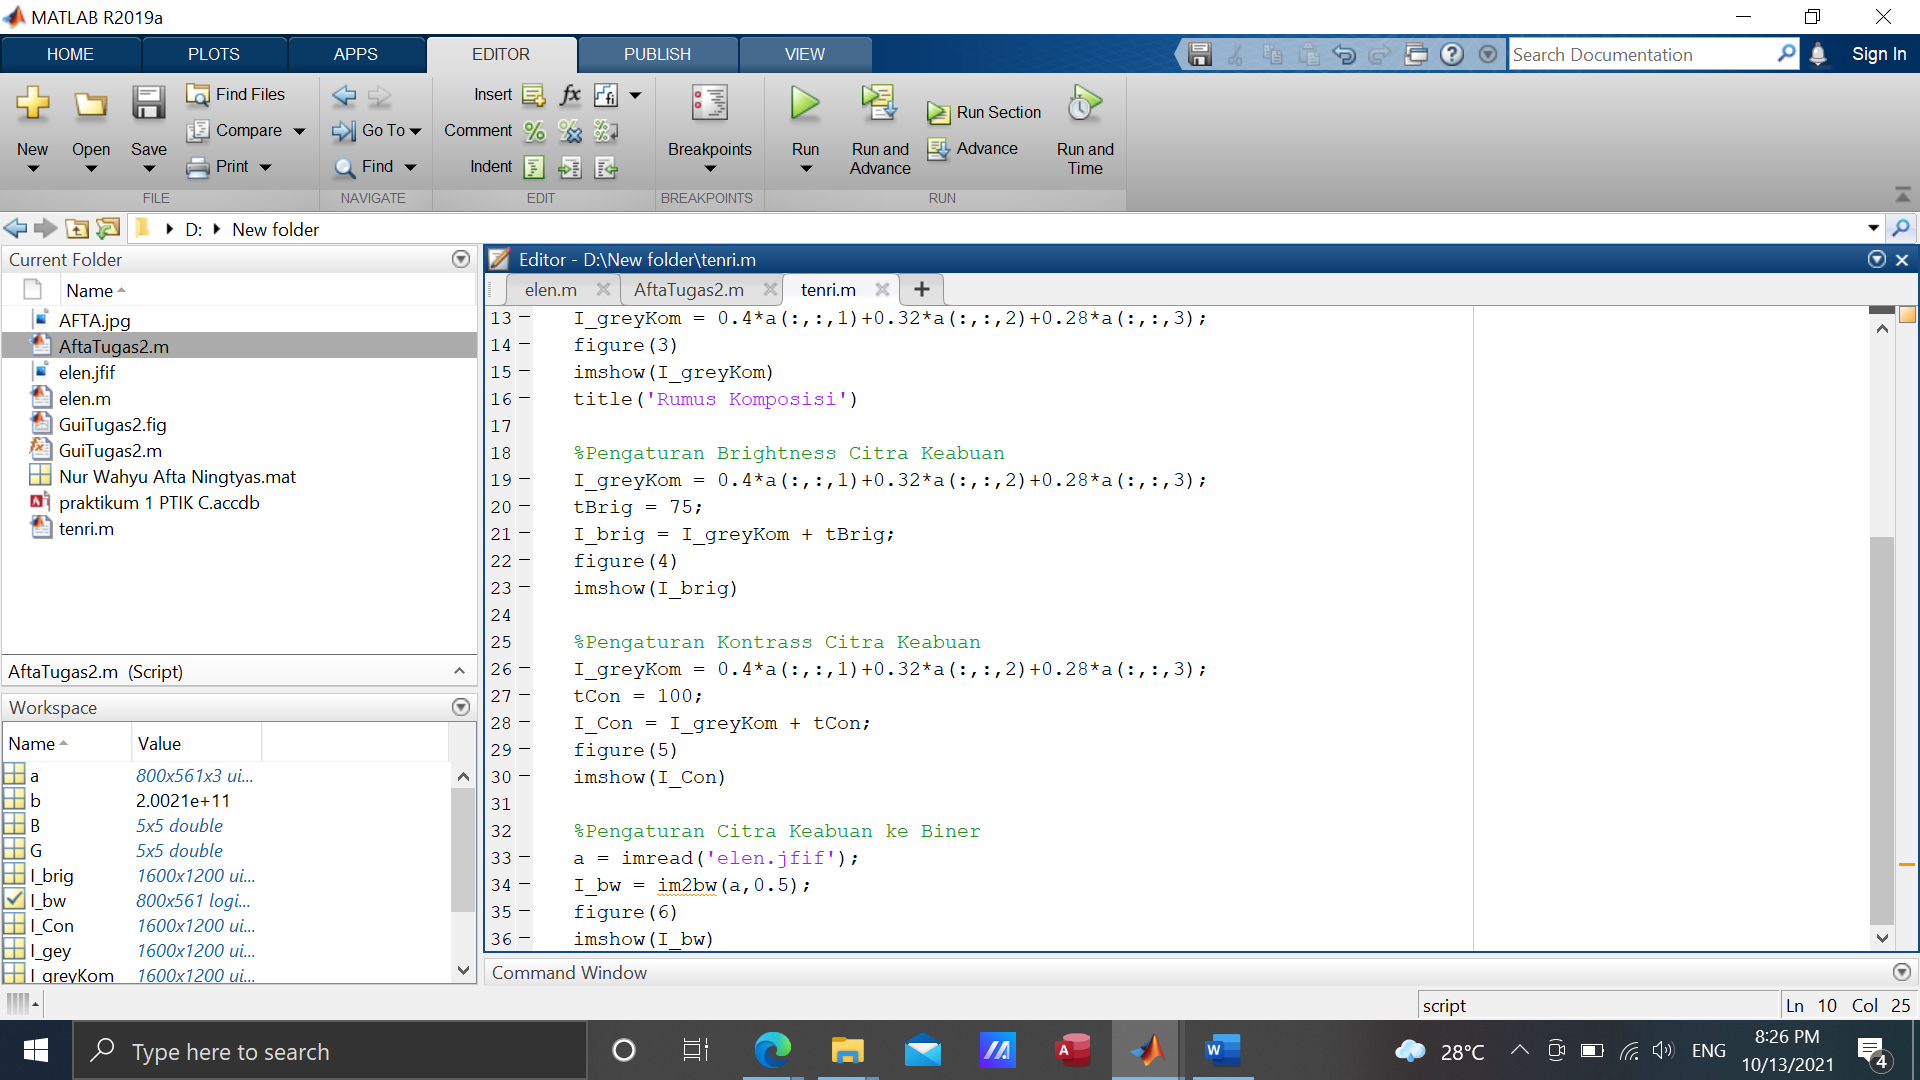 MATLAB R2019a
HOME PLOTS APPS EDITOR PUBLISH VIEW Search Documentation Sign In
New Open Save Find Files Compare Print
Go To Find
Insert fx fi
Comment
Indent
Breakpoints
Run Run and Advance Run Section Advance Run and Time
FILE NAVIGATE EDIT BREAKPOINTS RUN
D: New folder
Current Folder
Name
AFTA.jpg
AftaTugas2.m
elen.jfif
elen.m
GuiTugas2.fig
GuiTugas2.m
Nur Wahyu Afta Ningtyas.mat
praktikum 1 PTIK C.accdb
tenri.m
AftaTugas2.m (Script)
Workspace
Name Value
a 800x561x3 ui...
b 2.0021e+11
B 5x5 double
G 5x5 double
I_brig 1600x1200 ui...
I_bw 800x561 logi...
I_Con 1600x1200 ui...
I_gey 1600x1200 ui...
I_greyKom 1600x1200 ui...
Editor - D:\New folder\tenri.m
elen.m AftaTugas2.m tenri.m
13 I_greyKom = 0.4*a(:,:,1)+0.32*a(:,:,2)+0.28*a(:,:,3);
14 figure(3)
15 imshow(I_greyKom)
16 title('Rumus Komposisi')
17
18 %Pengaturan Brightness Citra Keabuan
19 I_greyKom = 0.4*a(:,:,1)+0.32*a(:,:,2)+0.28*a(:,:,3);
20 tBrig = 75;
21 I_brig = I_greyKom + tBrig;
22 figure(4)
23 imshow(I_brig)
24
25 %Pengaturan Kontrass Citra Keabuan
26 I_greyKom = 0.4*a(:,:,1)+0.32*a(:,:,2)+0.28*a(:,:,3);
27 tCon = 100;
28 I_Con = I_greyKom + tCon;
29 figure(5)
30 imshow(I_Con)
31
32 %Pengaturan Citra Keabuan ke Biner
33 a = imread('elen.jfif');
34 I_bw = im2bw(a,0.5);
35 figure(6)
36 imshow(I_bw)
Command Window
script Ln 10 Col 25
Type here to search
28°C ENG 8:26 PM
10/13/2021 4